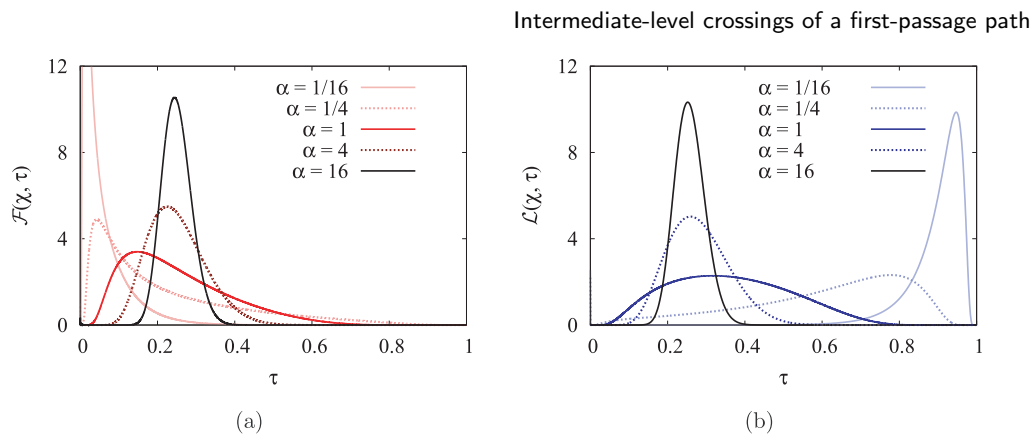 Intermediate-level crossings of a first-passage path
12
8
4
0
0
0.2
0.4
0.6
0.8
1
F(χ, τ)
τ
α = 1/16
α = 1/4
α = 1
α = 4
α = 16
(a)
12
8
4
0
0
0.2
0.4
0.6
0.8
1
L(χ, τ)
τ
α = 1/16
α = 1/4
α = 1
α = 4
α = 16
(b)